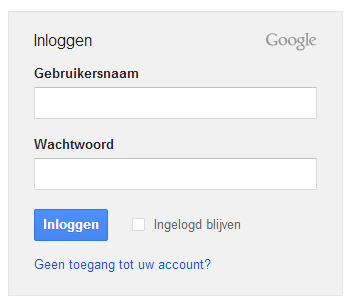 Inloggen Google
Gebruikersnaam
Wachtwoord
Inloggen Ingelogd blijven
Geen toegang tot uw account?